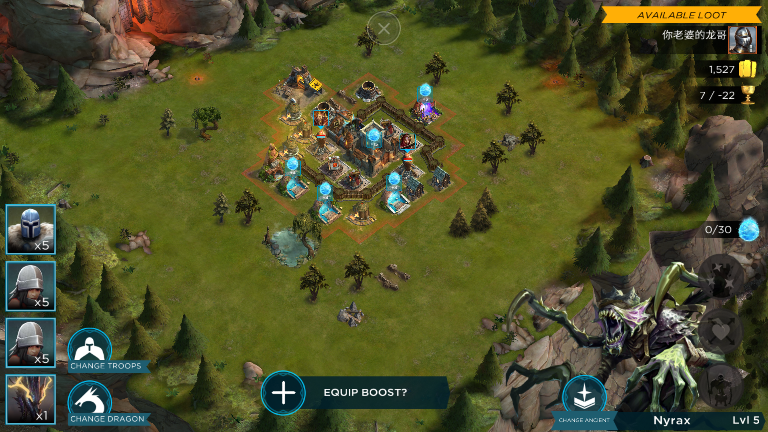 AVAILABLE LOOT
你老婆的龙哥
1,527
7 / -22
0/30
x5
x5
x5
x1
CHANGE TROOPS
CHANGE DRAGON
EQUIP BOOST?
CHANGE ANCIENT
Nyrax
Lvl 5